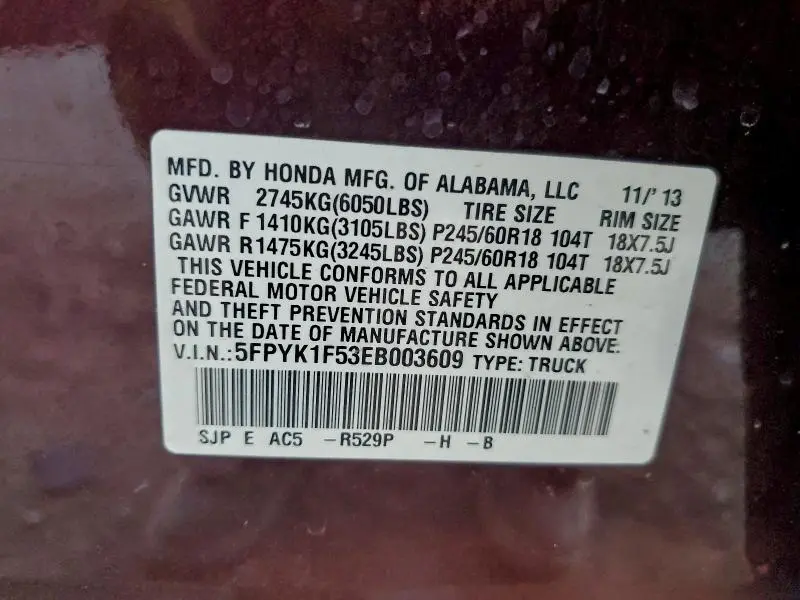 MFD. BY HONDA MFG. OF ALABAMA, LLC 11/'13
GVWR 2745KG(6050LBS) TIRE SIZE RIM SIZE
GAWR F 1410KG(3105LBS) P245/60R18 104T 18X7.5J
GAWR R1475KG(3245LBS) P245/60R18 104T 18X7.5J
THIS VEHICLE CONFORMS TO ALL APPLICABLE
FEDERAL MOTOR VEHICLE SAFETY
AND THEFT PREVENTION STANDARDS IN EFFECT
ON THE DATE OF MANUFACTURE SHOWN ABOVE.
V.I.N.:5FPYK1F53EB003609 TYPE: TRUCK
SJP E AC5 -R529P -H -B